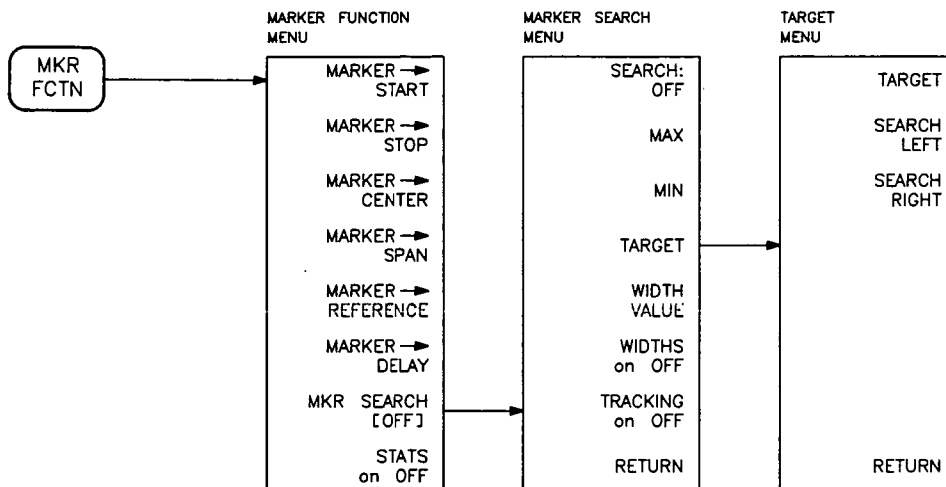 MARKER FUNCTION
MENU
MARKER SEARCH
MENU
TARGET
MENU
MKR
FCTN
MARKER →
START
MARKER →
STOP
MARKER →
CENTER
MARKER →
SPAN
MARKER →
REFERENCE
MARKER →
DELAY
MKR SEARCH
[OFF]
STATS
on OFF
SEARCH:
OFF
MAX
MIN
TARGET
WIDTH
VALUE
WIDTHS
on OFF
TRACKING
on OFF
RETURN
TARGET
SEARCH
LEFT
SEARCH
RIGHT
RETURN